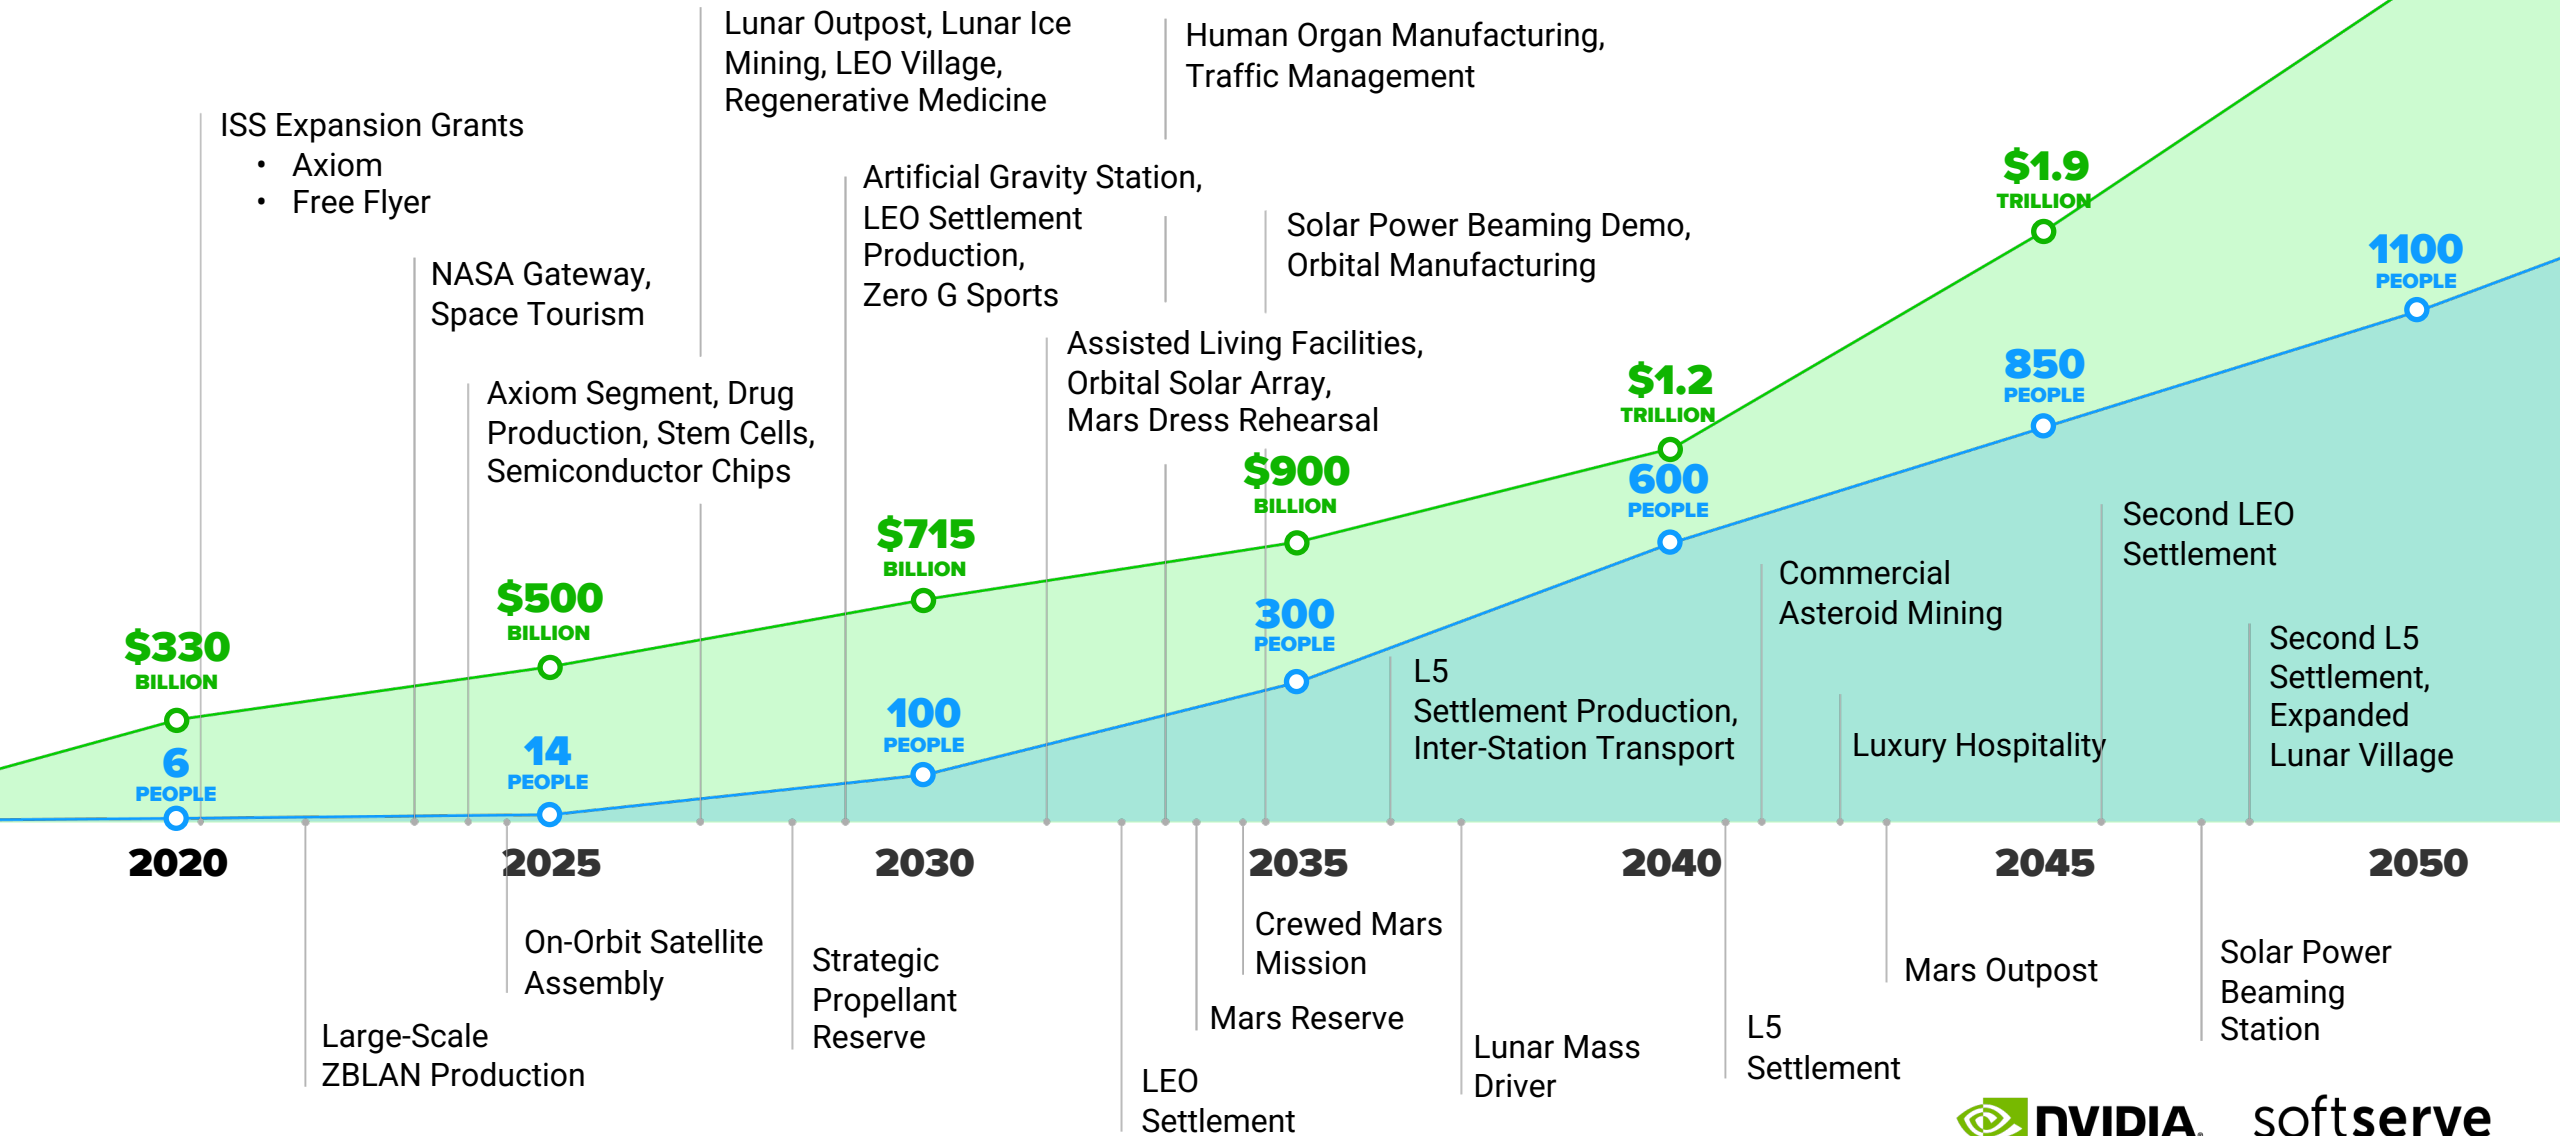 Lunar Outpost, Lunar Ice
Mining, LEO Village,
Regenerative Medicine
Human Organ Manufacturing,
Traffic Management
ISS Expansion Grants
• Axiom
• Free Flyer
Artificial Gravity Station,
LEO Settlement
Production,
Zero G Sports
Solar Power Beaming Demo,
Orbital Manufacturing
NASA Gateway,
Space Tourism
Assisted Living Facilities,
Orbital Solar Array,
Mars Dress Rehearsal
Axiom Segment, Drug
Production, Stem Cells,
Semiconductor Chips
$330
BILLION
$500
BILLION
$715
BILLION
$900
BILLION
$1.2
TRILLION
$1.9
TRILLION
6
PEOPLE
14
PEOPLE
100
PEOPLE
300
PEOPLE
600
PEOPLE
850
PEOPLE
1100
PEOPLE
L5
Settlement Production,
Inter-Station Transport
Commercial
Asteroid Mining
Luxury Hospitality
Second LEO
Settlement
Second L5
Settlement,
Expanded
Lunar Village
2020
2025
2030
2035
2040
2045
2050
Large-Scale
ZBLAN Production
On-Orbit Satellite
Assembly
Strategic
Propellant
Reserve
LEO
Settlement
Mars Reserve
Crewed Mars
Mission
Lunar Mass
Driver
L5
Settlement
Mars Outpost
Solar Power
Beaming
Station
NVIDIA.
softserve